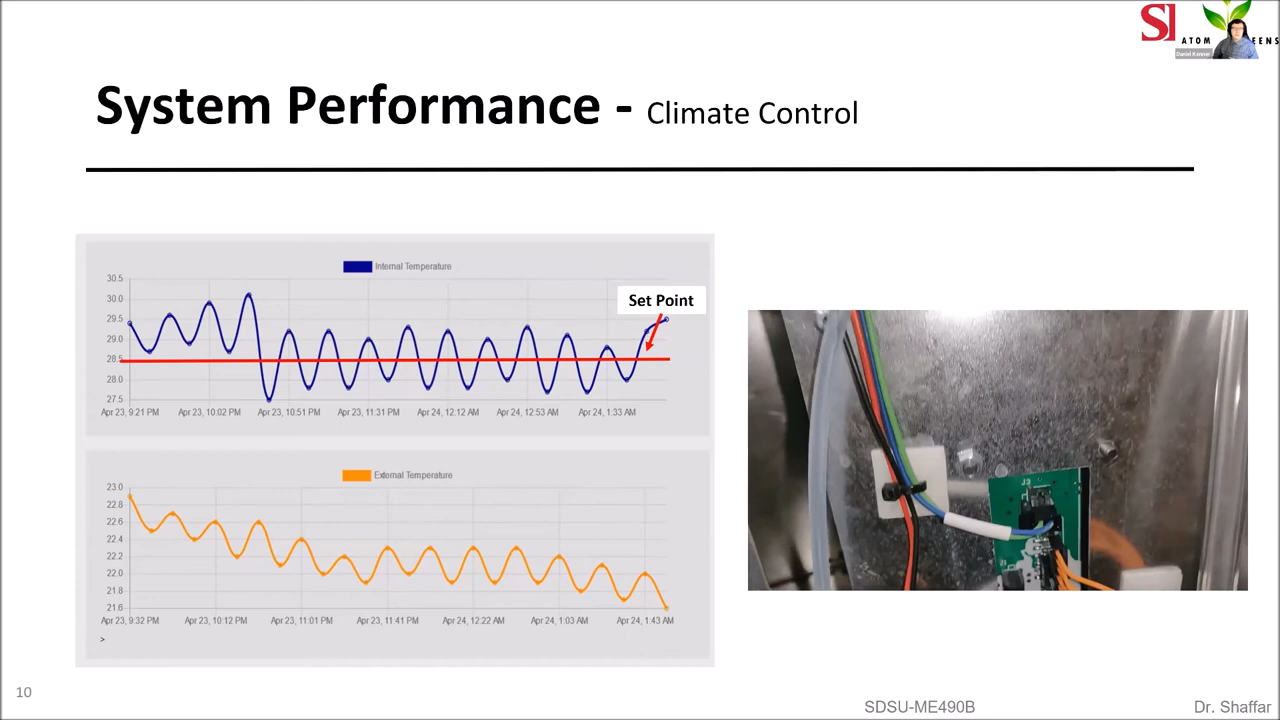 SI ATOM EENS
Daniel Kenner
System Performance - Climate Control
Internal Temperature
30.5
30.0
29.5
29.0
28.5
28.0
27.5
Set Point
Apr 23, 9:21 PM Apr 23, 10:02 PM Apr 23, 10:51 PM Apr 23, 11:31 PM Apr 24, 12:12 AM Apr 24, 12:53 AM Apr 24, 1:33 AM
External Temperature
23.0
22.8
22.6
22.4
22.2
22.0
21.8
21.6
Apr 23, 9:32 PM Apr 23, 10:12 PM Apr 23, 11:01 PM Apr 23, 11:41 PM Apr 24, 12:22 AM Apr 24, 1:03 AM Apr 24, 1:43 AM
>
J3
10
SDSU-ME490B
Dr. Shaffar